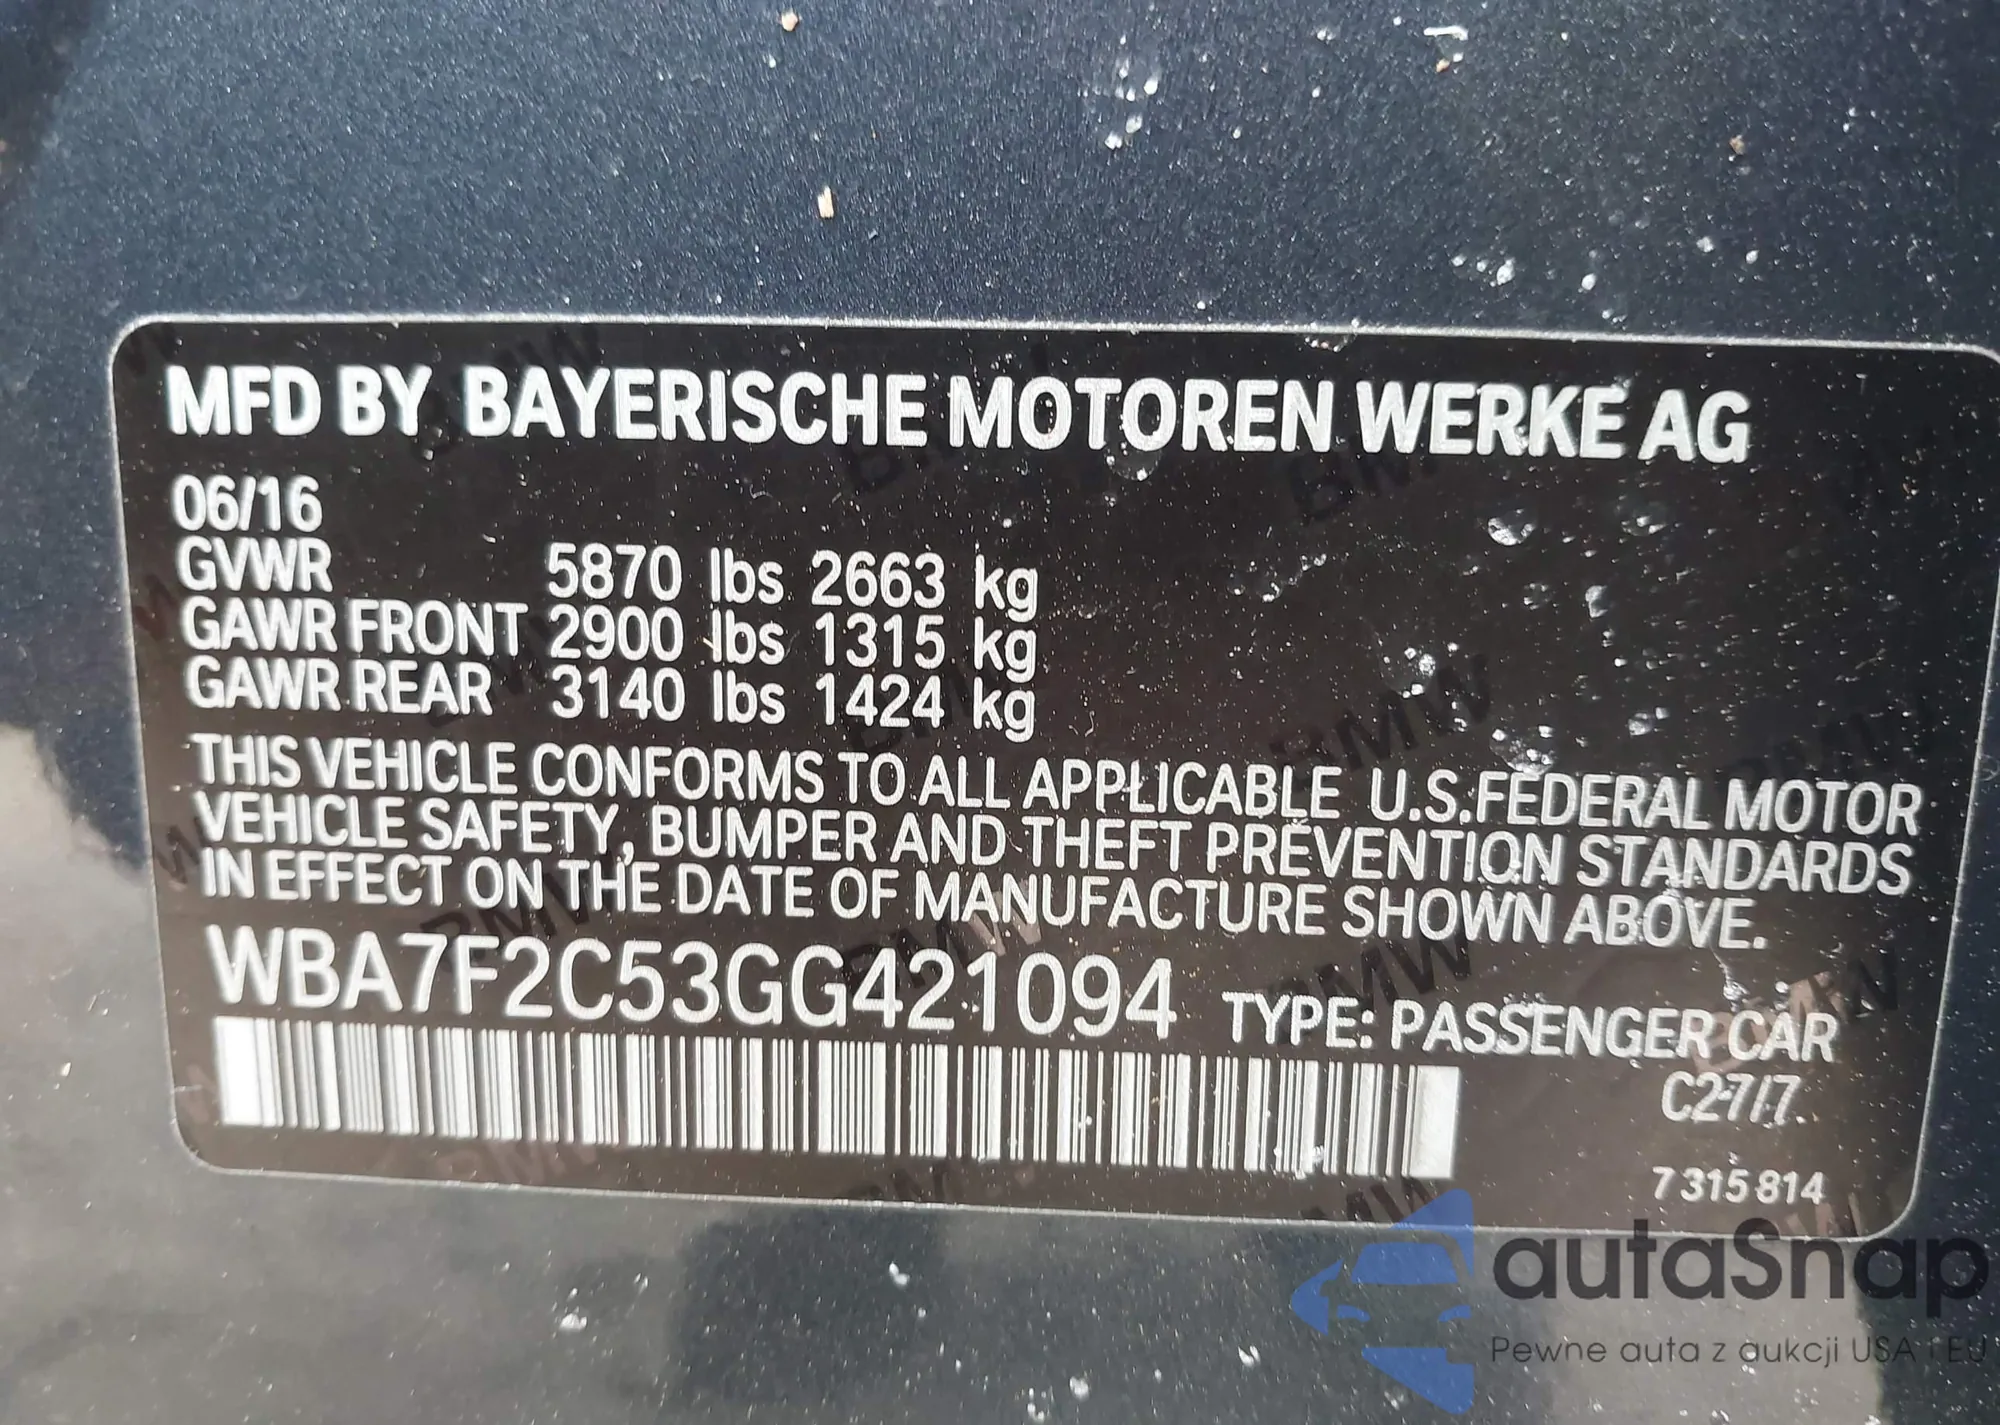 MFD BY BAYERISCHE MOTOREN WERKE AG
06/16
GVWR 5870 lbs 2663 kg
GAWR FRONT 2900 lbs 1315 kg
GAWR REAR 3140 lbs 1424 kg
THIS VEHICLE CONFORMS TO ALL APPLICABLE U.S.FEDERAL MOTOR
VEHICLE SAFETY, BUMPER AND THEFT PREVENTION STANDARDS
IN EFFECT ON THE DATE OF MANUFACTURE SHOWN ABOVE.
WBA7F2C53GG421094 TYPE: PASSENGER CAR
C27/7
7 315 814
autaSnap
Pewne auta z aukcji USA i EU